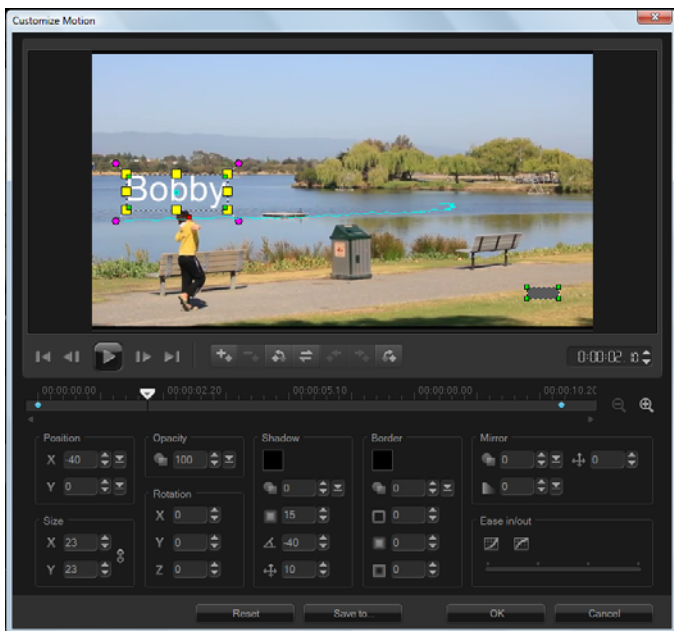 Customize Motion
Bobby
0:00:02. 10
00:00:00.00 00:00:02.20 00:00:05.10 00:00:08.00 00:00:10.20
Position Opacity Shadow Border Mirror
X -40 100 0 0
Y 0 0 0 0
Rotation
X 0 15 0
Size Ease in/out
X 23 Y 0 -40 0
Y 23 Z 0 10 0
Reset Save to... OK Cancel